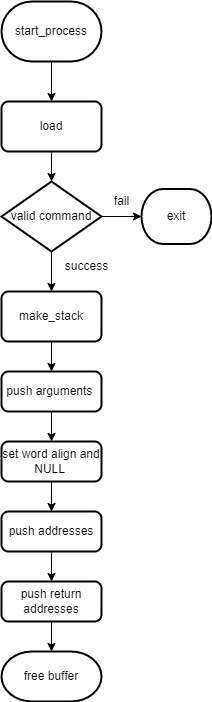 start_process
load
valid command
fail
exit
success
make_stack
push arguments
set word align and
NULL
push addresses
push return
addresses
free buffer